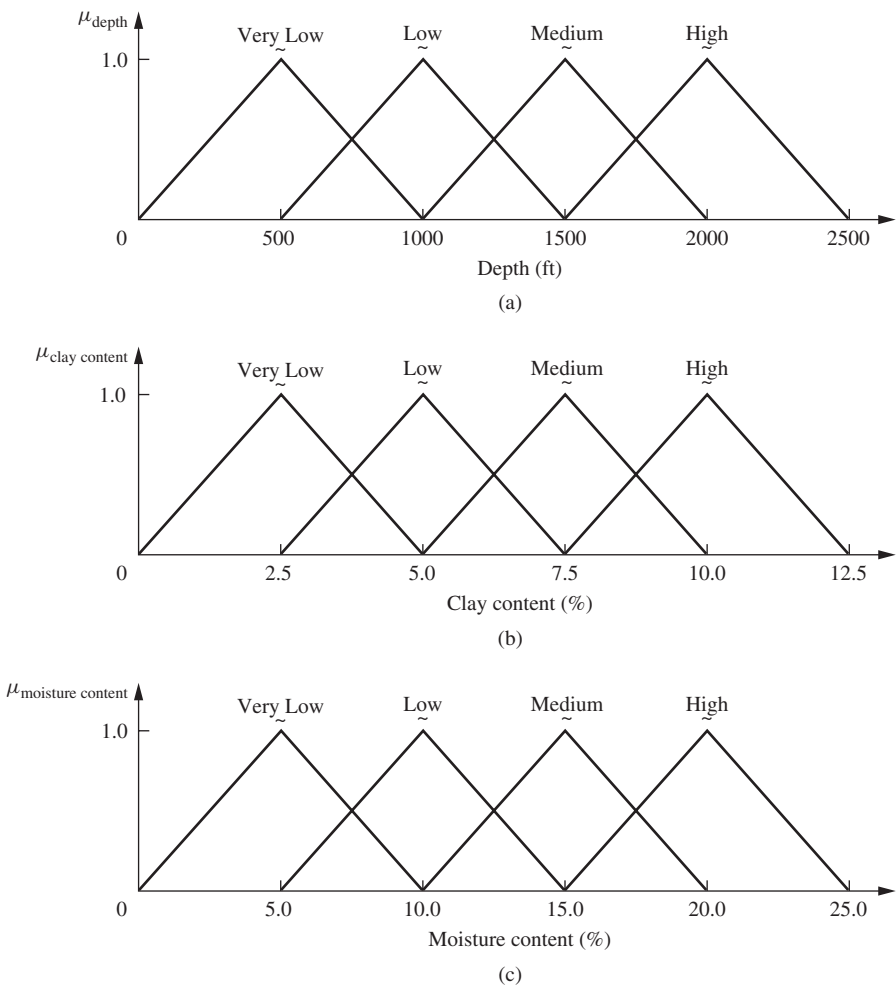 μdepth
Very Low Low Medium High
~ ~ ~ ~
1.0
0 500 1000 1500 2000 2500
Depth (ft)
(a)
μclay content
Very Low Low Medium High
~ ~ ~ ~
1.0
0 2.5 5.0 7.5 10.0 12.5
Clay content (%)
(b)
μmoisture content
Very Low Low Medium High
~ ~ ~ ~
1.0
0 5.0 10.0 15.0 20.0 25.0
Moisture content (%)
(c)